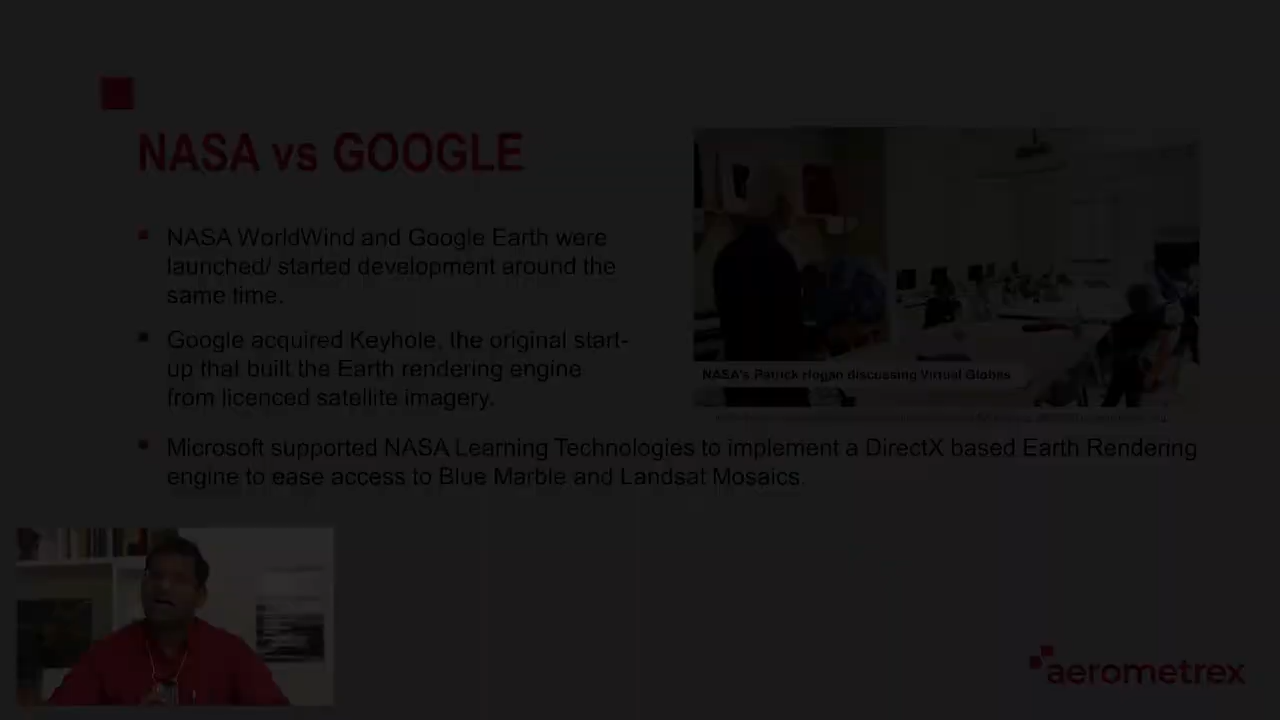 NASA vs GOOGLE
NASA WorldWind and Google Earth were
launched/ started development around the
same time.
Google acquired Keyhole, the original start-
up that built the Earth rendering engine
from licenced satellite imagery.
NASA's Patrick Hogan discussing Virtual Globes
Microsoft supported NASA Learning Technologies to implement a DirectX based Earth Rendering
engine to ease access to Blue Marble and Landsat Mosaics.
aerometrex